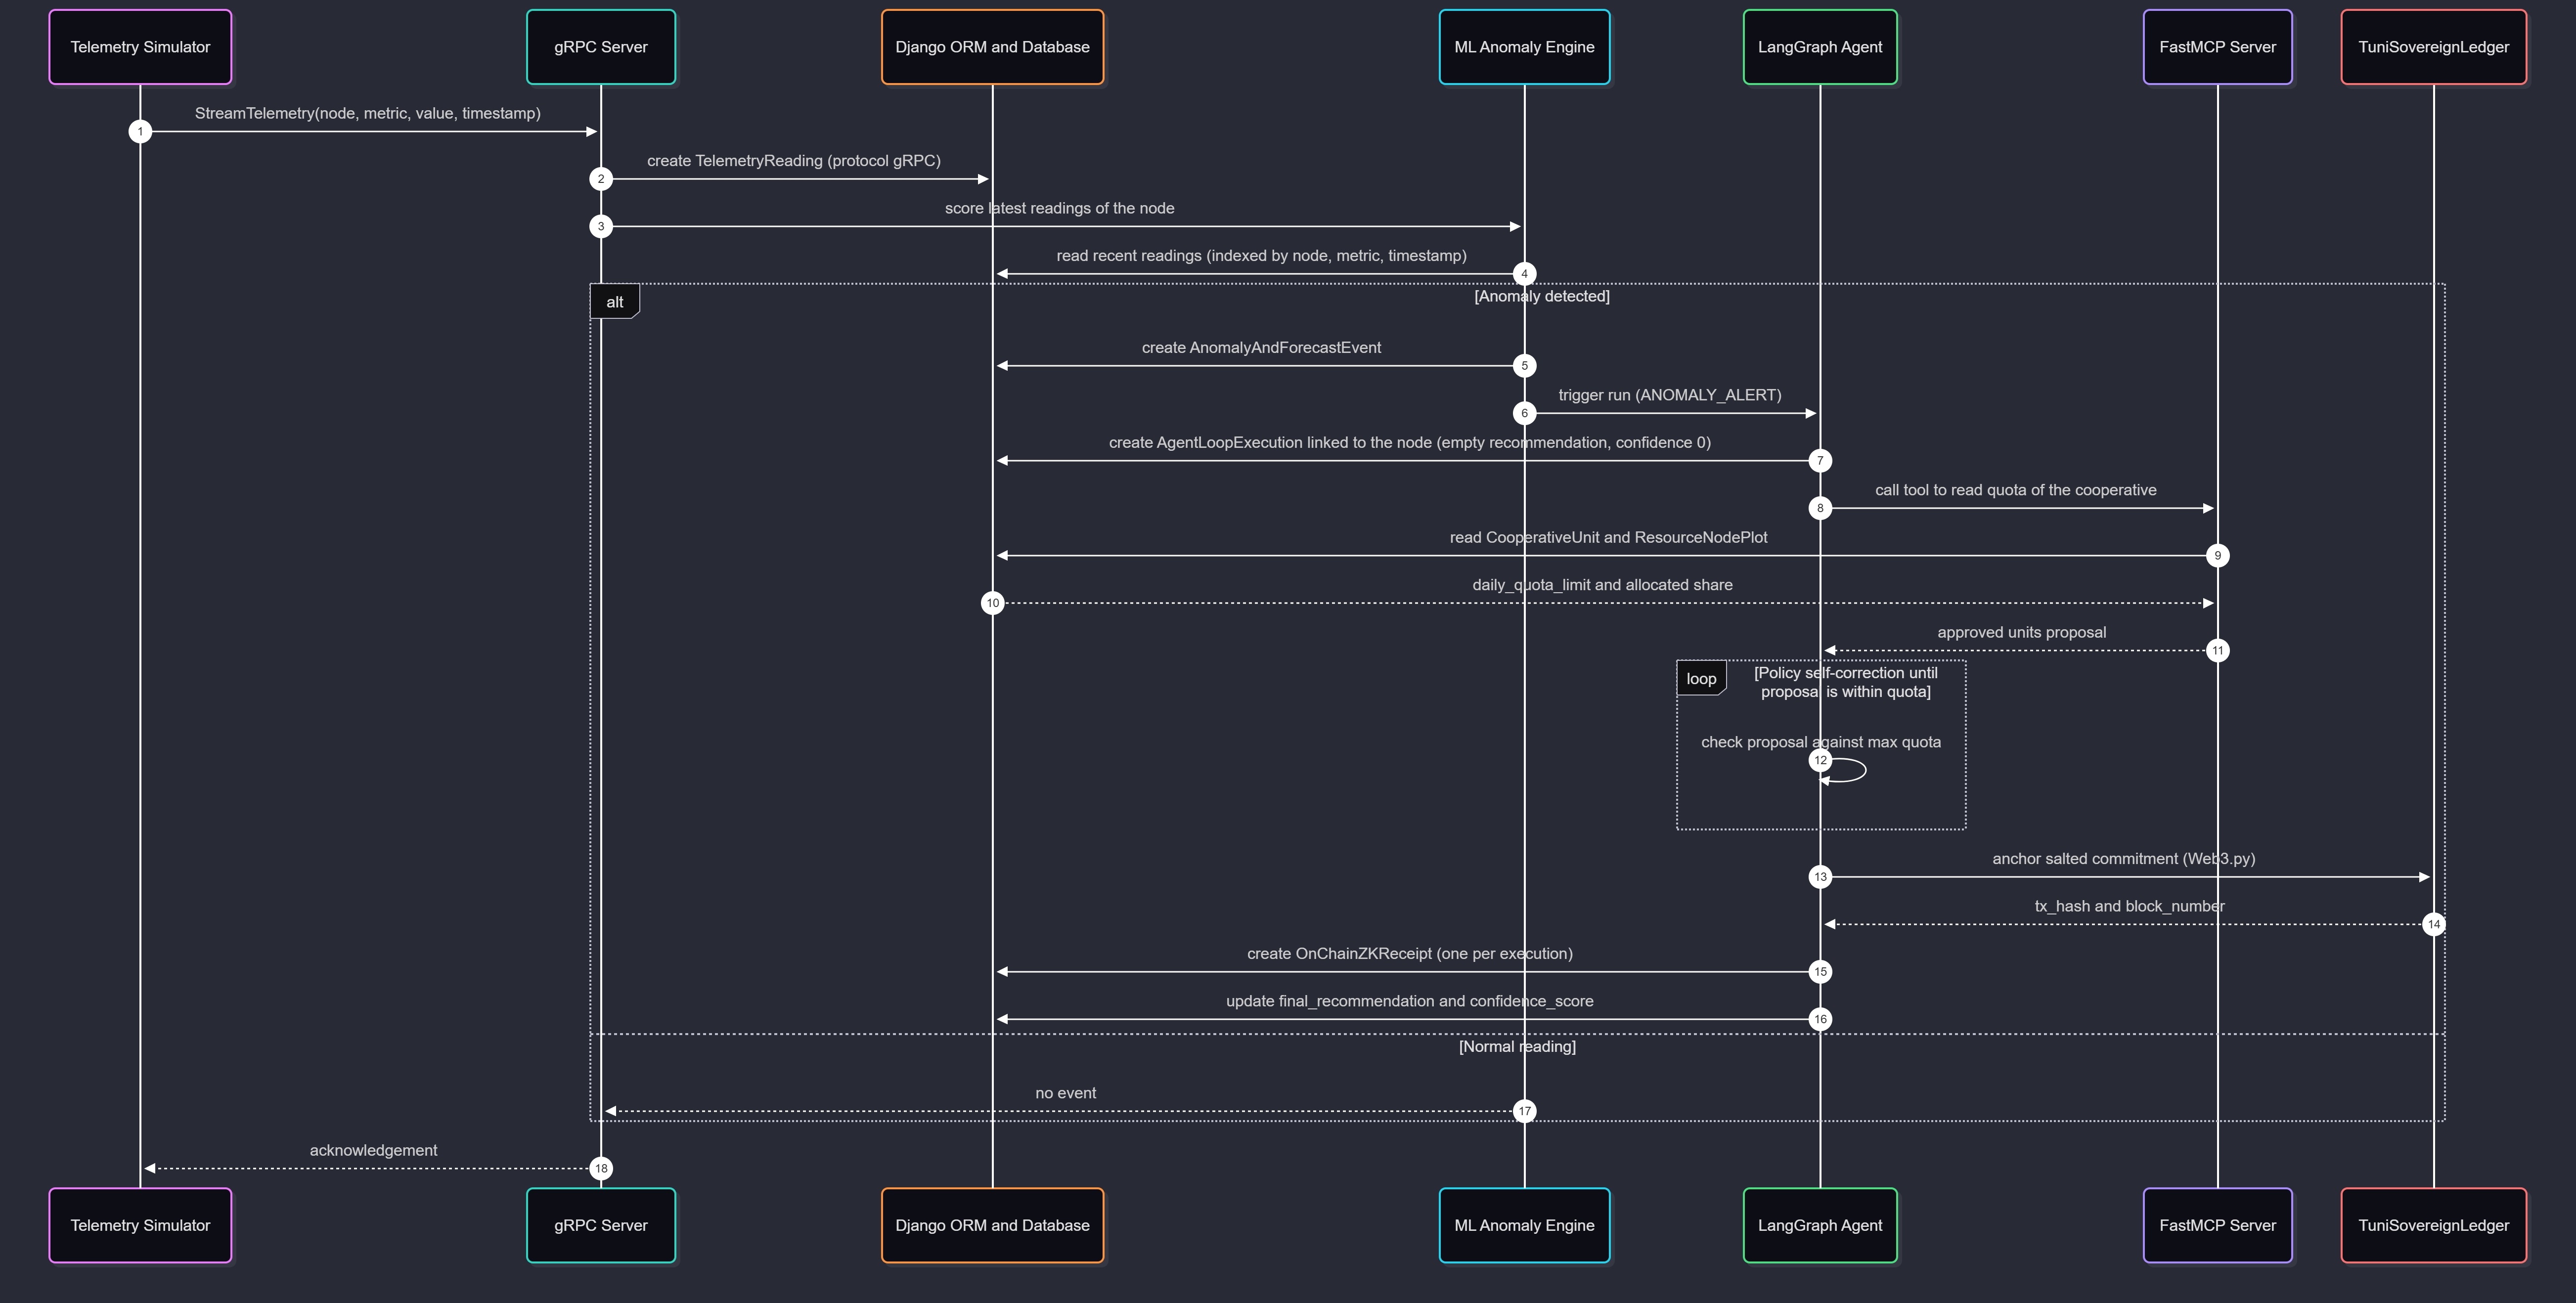 Telemetry Simulator
gRPC Server
Django ORM and Database
ML Anomaly Engine
LangGraph Agent
FastMCP Server
TuniSovereignLedger
StreamTelemetry(node, metric, value, timestamp)
1
create TelemetryReading (protocol gRPC)
2
score latest readings of the node
3
read recent readings (indexed by node, metric, timestamp)
4
alt
[Anomaly detected]
create AnomalyAndForecastEvent
5
trigger run (ANOMALY_ALERT)
6
create AgentLoopExecution linked to the node (empty recommendation, confidence 0)
7
call tool to read quota of the cooperative
8
read CooperativeUnit and ResourceNodePlot
9
daily_quota_limit and allocated share
10
approved units proposal
11
loop
[Policy self-correction until
proposal is within quota]
check proposal against max quota
12
anchor salted commitment (Web3.py)
13
tx_hash and block_number
14
create OnChainZKReceipt (one per execution)
15
update final_recommendation and confidence_score
16
[Normal reading]
no event
17
acknowledgement
18
Telemetry Simulator
gRPC Server
Django ORM and Database
ML Anomaly Engine
LangGraph Agent
FastMCP Server
TuniSovereignLedger